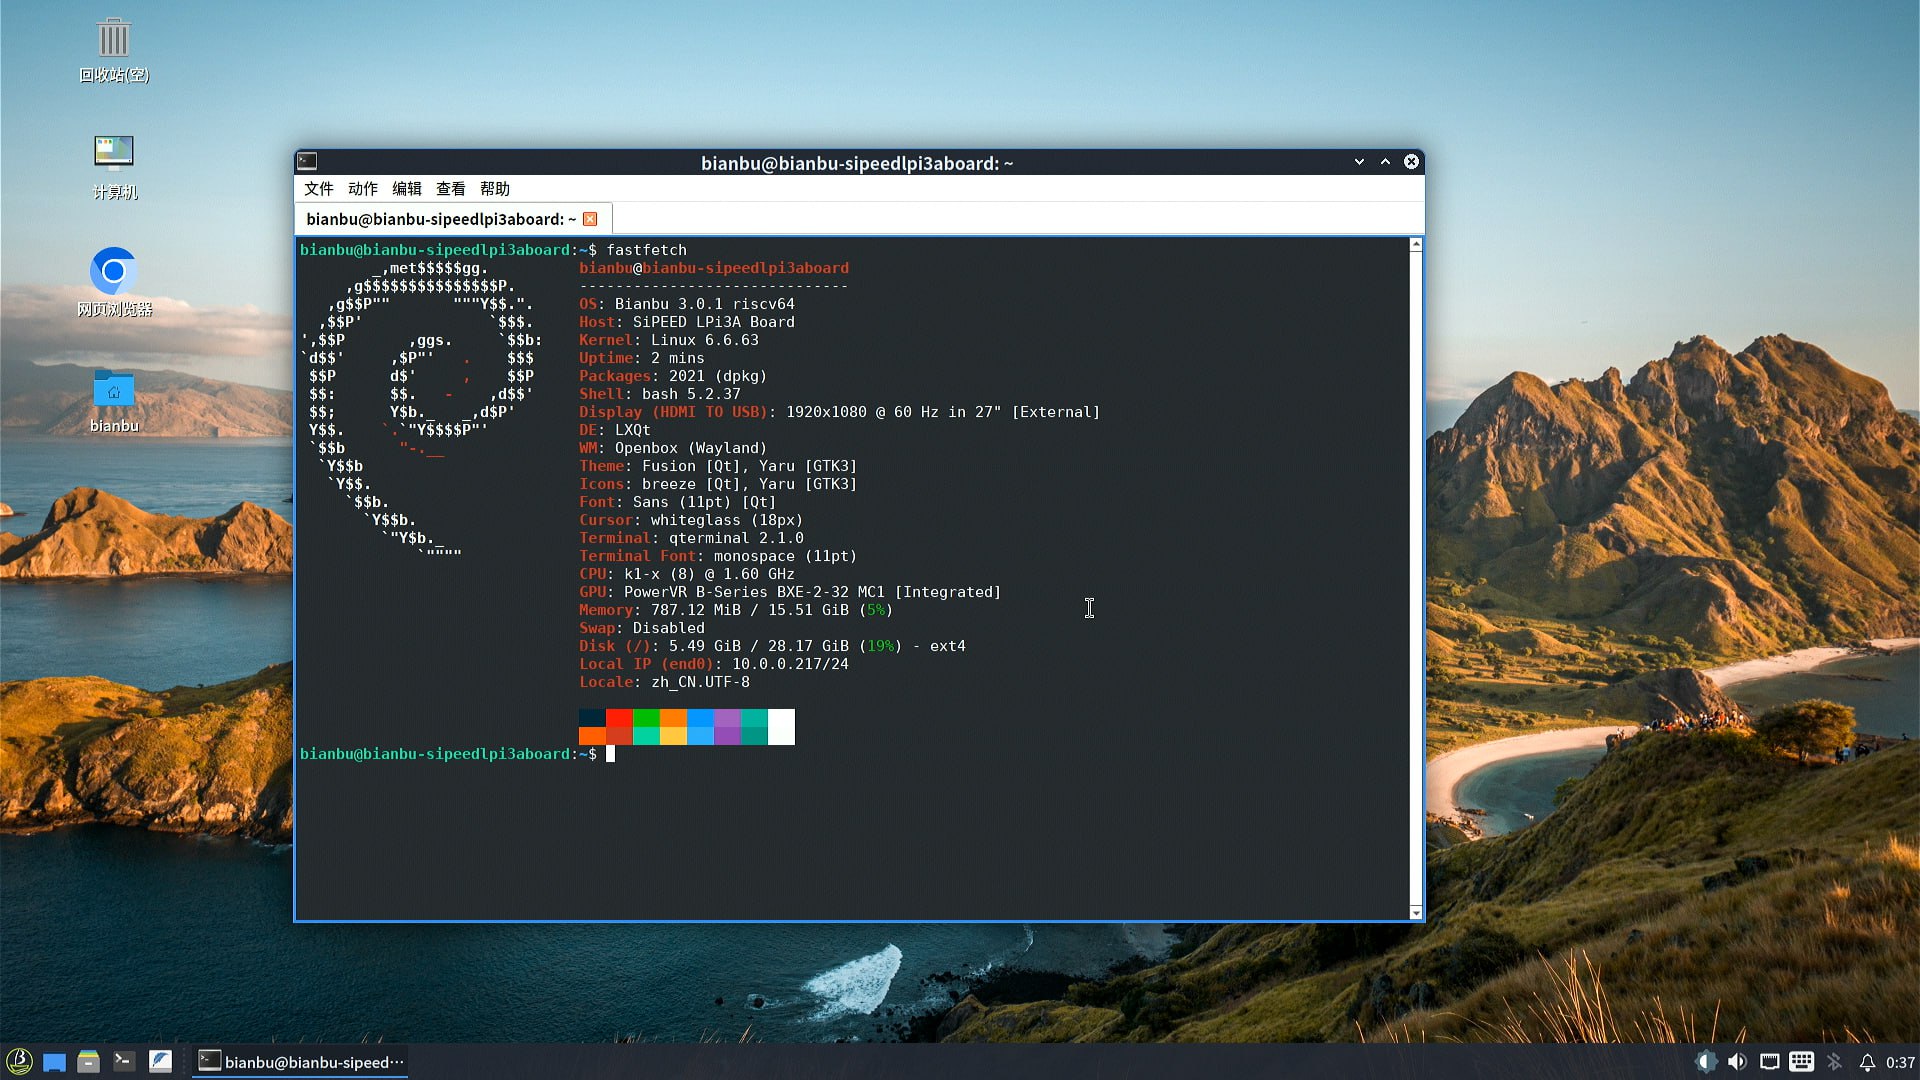 回收站(空)
计算机
网页浏览器
bianbu
bianbu@bianbu-sipeedlpi3aboard: ~
文件 动作 编辑 查看 帮助
bianbu@bianbu-sipeedlpi3aboard: ~
bianbu@bianbu-sipeedlpi3aboard:~$ fastfetch
        _,met$$$$$gg.          bianbu@bianbu-sipeedlpi3aboard
     ,g$$$$$$$$$$$$$$$P.       ------------------------------
   ,g$$P""       """Y$$.".     OS: Bianbu 3.0.1 riscv64
  ,$$P'              `$$$.     Host: SiPEED LPi3A Board
',$$P       ,ggs.     `$$b:    Kernel: Linux 6.6.63
`d$$'     ,$P"'   .    $$$     Uptime: 2 mins
 $$P      d$'     ,    $$P     Packages: 2021 (dpkg)
 $$:      $$.   -    ,d$$'     Shell: bash 5.2.37
 $$;      Y$b._   _,d$P'       Display (HDMI TO USB): 1920x1080 @ 60 Hz in 27" [External]
 Y$$.    `.`"Y$$$$P"'          DE: LXQt
 `$$b      "-.__               WM: Openbox (Wayland)
  `Y$$b                        Theme: Fusion [Qt], Yaru [GTK3]
   `Y$$.                       Icons: breeze [Qt], Yaru [GTK3]
     `$$b.                     Font: Sans (11pt) [Qt]
       `Y$$b.                  Cursor: whiteglass (18px)
         `"Y$b._               Terminal: qterminal 2.1.0
             `""""             Terminal Font: monospace (11pt)
CPU: k1-x (8) @ 1.60 GHz
GPU: PowerVR B-Series BXE-2-32 MC1 [Integrated]
Memory: 787.12 MiB / 15.51 GiB (5%)
Swap: Disabled
Disk (/): 5.49 GiB / 28.17 GiB (19%) - ext4
Local IP (end0): 10.0.0.217/24
Locale: zh_CN.UTF-8
bianbu@bianbu-sipeedlpi3aboard:~$
bianbu@bianbu-sipeed⋯
0:37